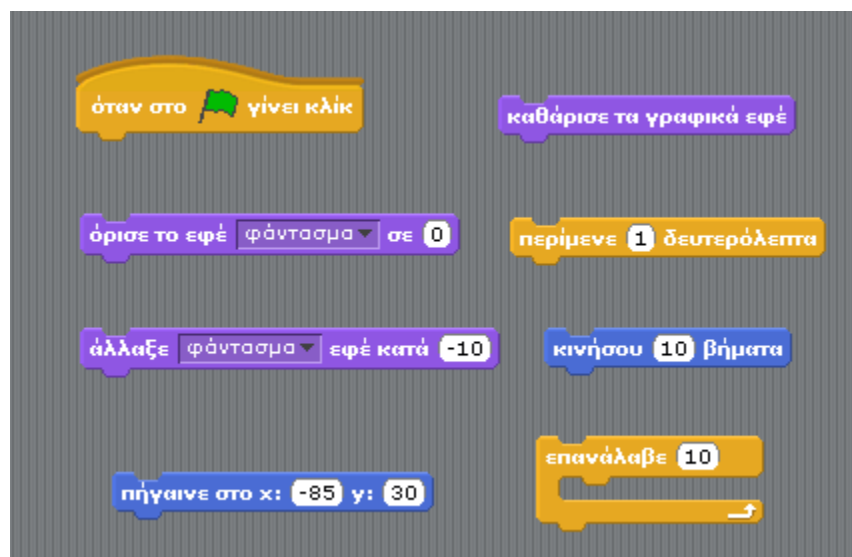 όταν στο γίνει κλίκ
καθάρισε τα γραφικά εφέ
όρισε το εφέ φάντασμα σε 0
περίμενε 1 δευτερόλεπτα
άλλαξε φάντασμα εφέ κατά -10
κινήσου 10 βήματα
επανάλαβε 10
πήγαινε στο x: -85 y: 30